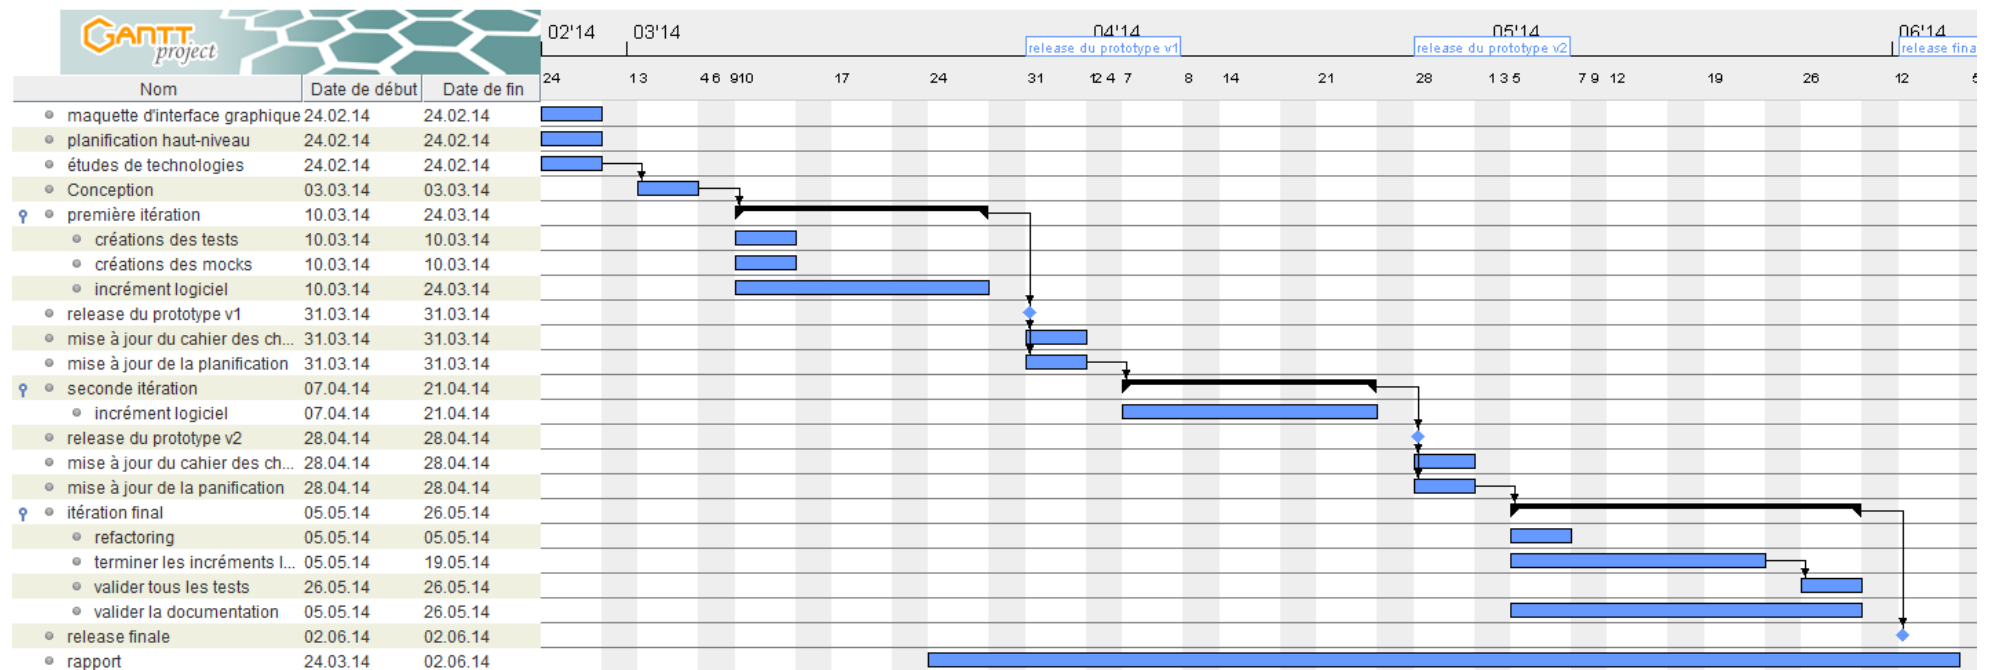 GANTT project
02'14 03'14 04'14 05'14 06'14
release du prototype v1 release du prototype v2 release fina
24 1 3 4 6 9 10 17 24 31 1 2 4 7 8 14 21 28 1 3 5 7 9 12 19 26 1 2 5
Nom Date de début Date de fin
maquette d'interface graphique 24.02.14 24.02.14
planification haut-niveau 24.02.14 24.02.14
études de technologies 24.02.14 24.02.14
Conception 03.03.14 03.03.14
première itération 10.03.14 24.03.14
créations des tests 10.03.14 10.03.14
créations des mocks 10.03.14 10.03.14
incrément logiciel 10.03.14 24.03.14
release du prototype v1 31.03.14 31.03.14
mise à jour du cahier des ch... 31.03.14 31.03.14
mise à jour de la planification 31.03.14 31.03.14
seconde itération 07.04.14 21.04.14
incrément logiciel 07.04.14 21.04.14
release du prototype v2 28.04.14 28.04.14
mise à jour du cahier des ch... 28.04.14 28.04.14
mise à jour de la panification 28.04.14 28.04.14
itération final 05.05.14 26.05.14
refactoring 05.05.14 05.05.14
terminer les incréments l... 05.05.14 19.05.14
valider tous les tests 26.05.14 26.05.14
valider la documentation 05.05.14 26.05.14
release finale 02.06.14 02.06.14
rapport 24.03.14 02.06.14